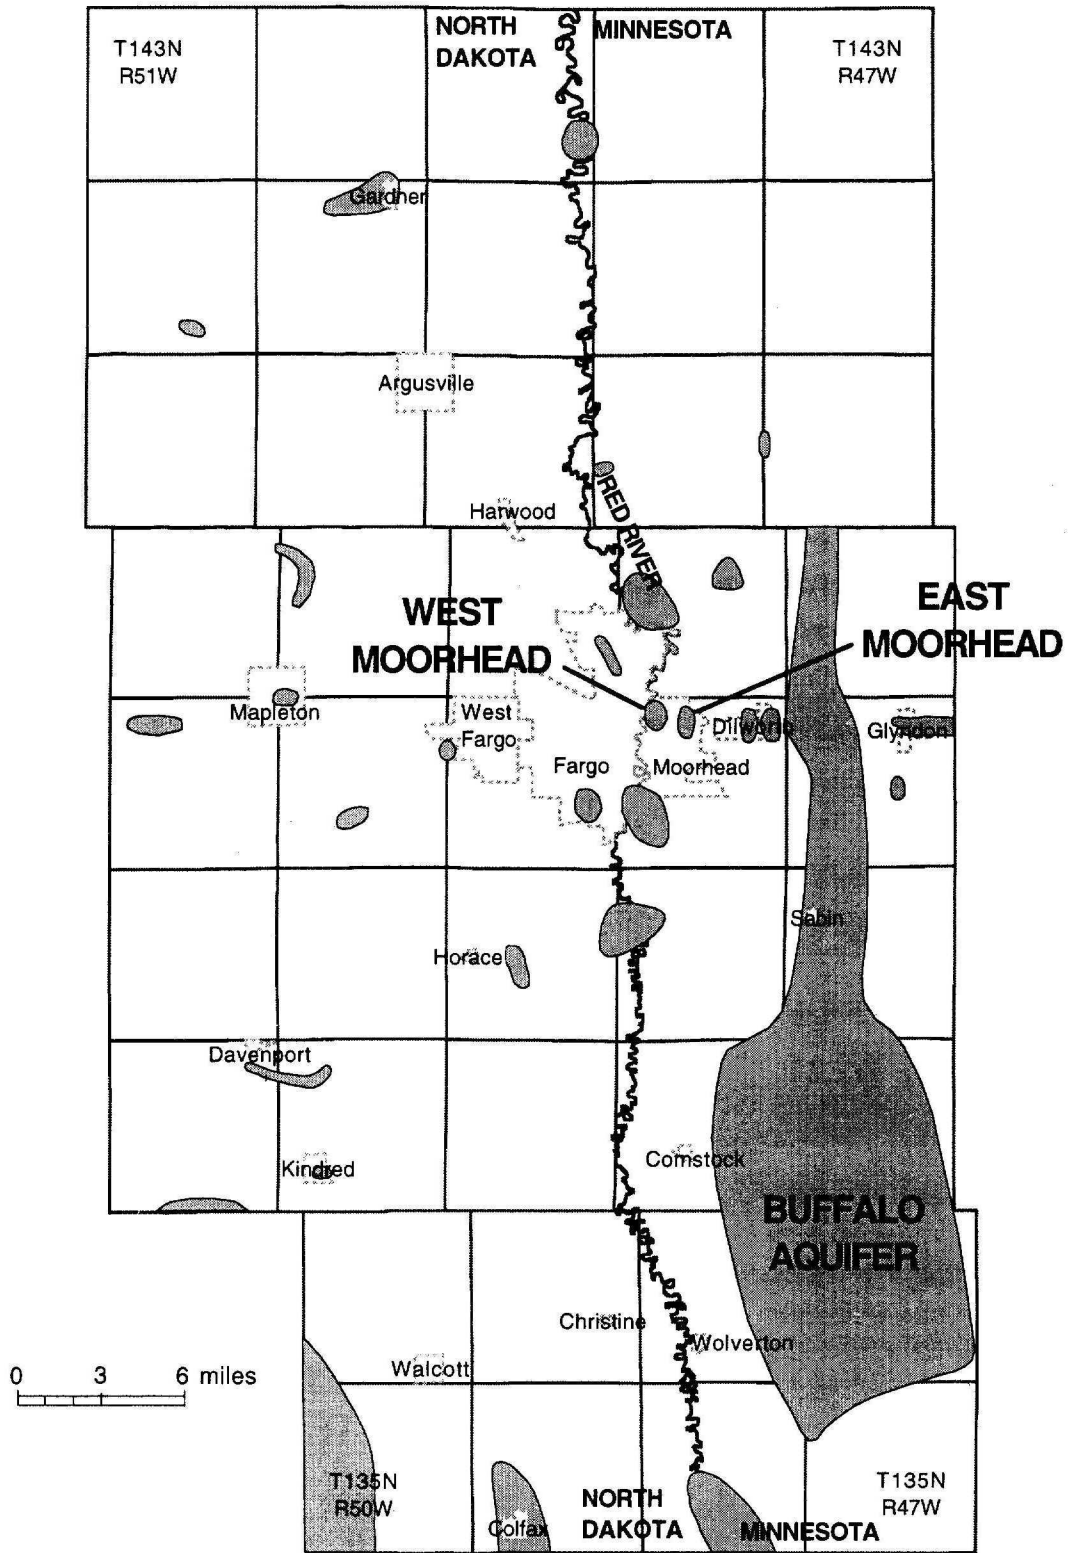 NORTH
DAKOTA
MINNESOTA
T143N
R51W
T143N
R47W
Gardner
Argusville
Harwood
RED RIVER
WEST
MOORHEAD
EAST
MOORHEAD
Mapleton
West
Fargo
Fargo
Moorhead
Dilworth
Glyndon
Sabin
Horace
Davenport
Kindred
Comstock
BUFFALO
AQUIFER
Christine
Wolverton
Walcott
0 3 6 miles
T135N
R50W
Colfax
NORTH
DAKOTA
MINNESOTA
T135N
R47W